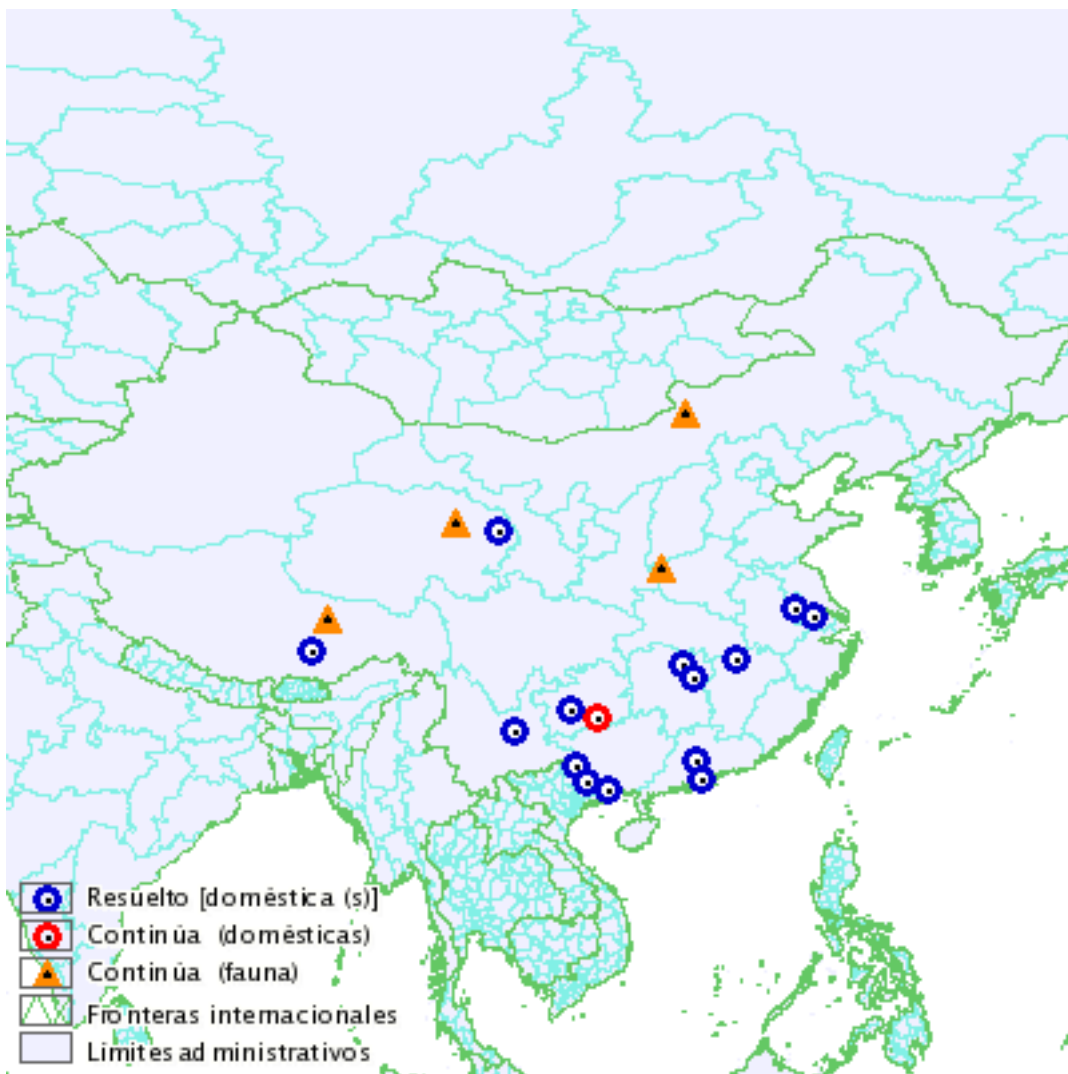 Resuelto [doméstica (s)]
Continúa (domésticas)
Continúa (fauna)
Fronteras internacionales
Límites administrativos